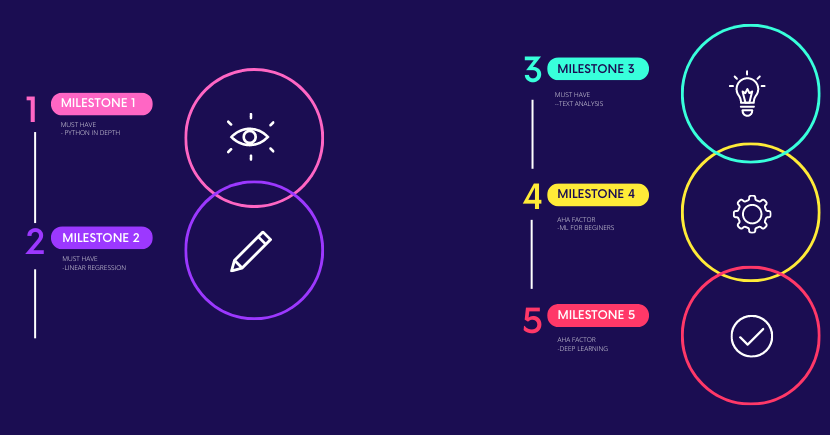 1 MILESTONE 1
MUST HAVE
- PYTHON IN DEPTH
2 MILESTONE 2
MUST HAVE
-LINEAR REGRESSION
3 MILESTONE 3
MUST HAVE
--TEXT ANALYSIS
4 MILESTONE 4
AHA FACTOR
-ML FOR BEGINERS
5 MILESTONE 5
AHA FACTOR
-DEEP LEARNING